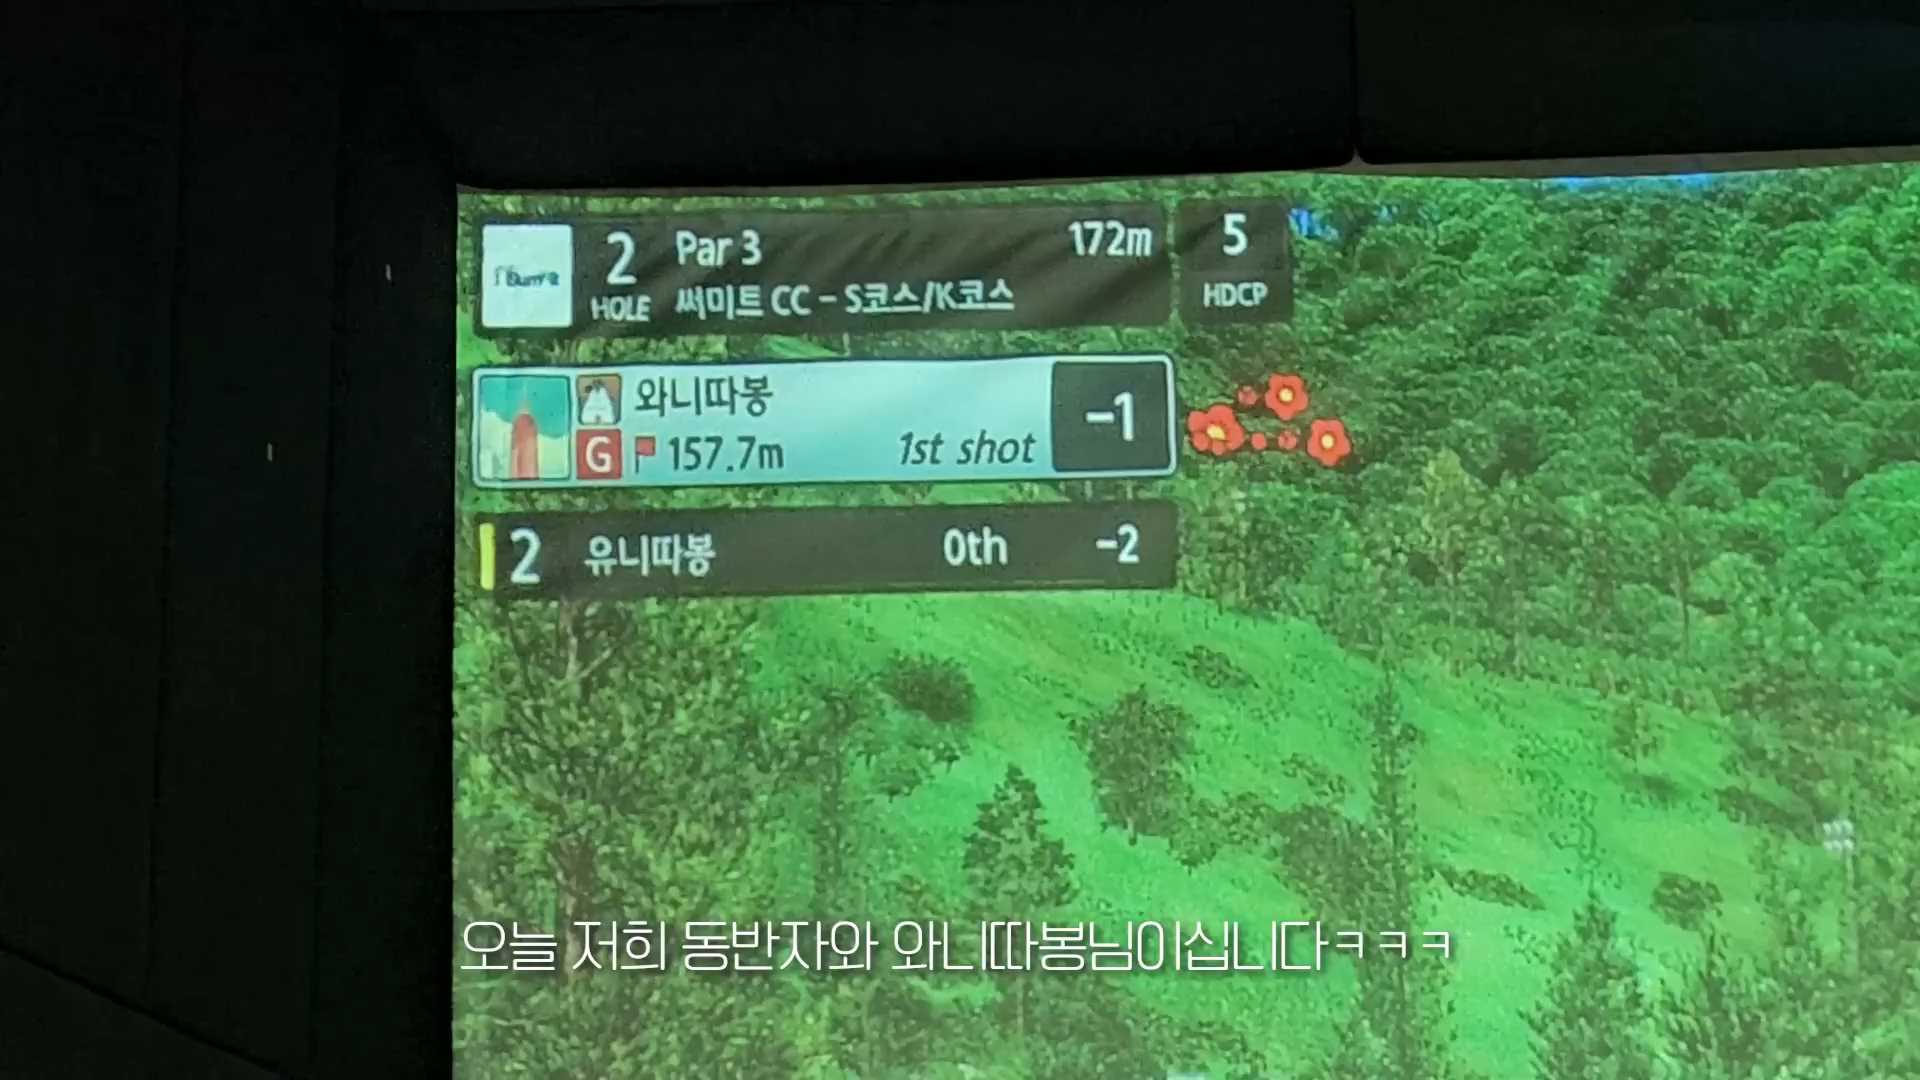 2 Par 3 172m 5
HOLE 써미트 CC - S코스/K코스 HDCP
와니따봉 -1
G 157.7m 1st shot
2 유니따봉 0th -2
오늘 저희 동반자와 와니따봉님이십니다ㅋㅋㅋ